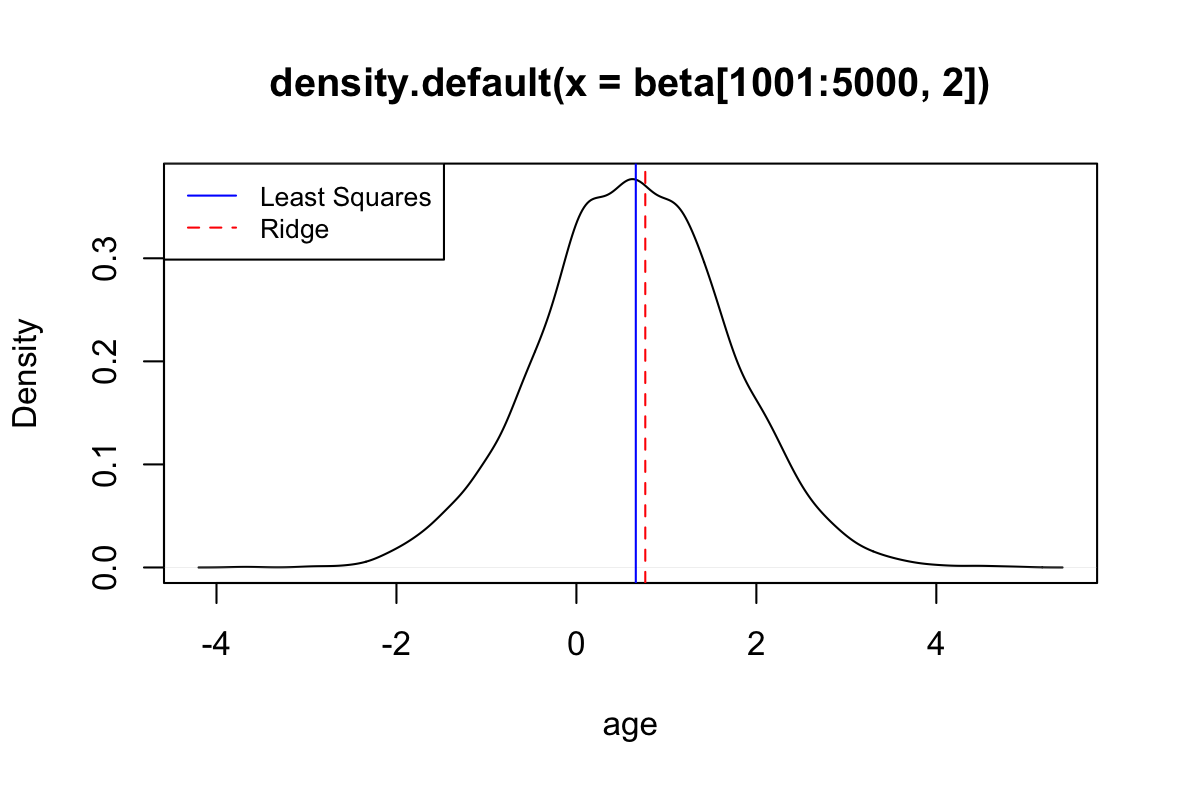 density.default(x = beta[1001:5000, 2])
Least Squares
Ridge
Density
0.0
0.1
0.2
0.3
-4
-2
0
2
4
age